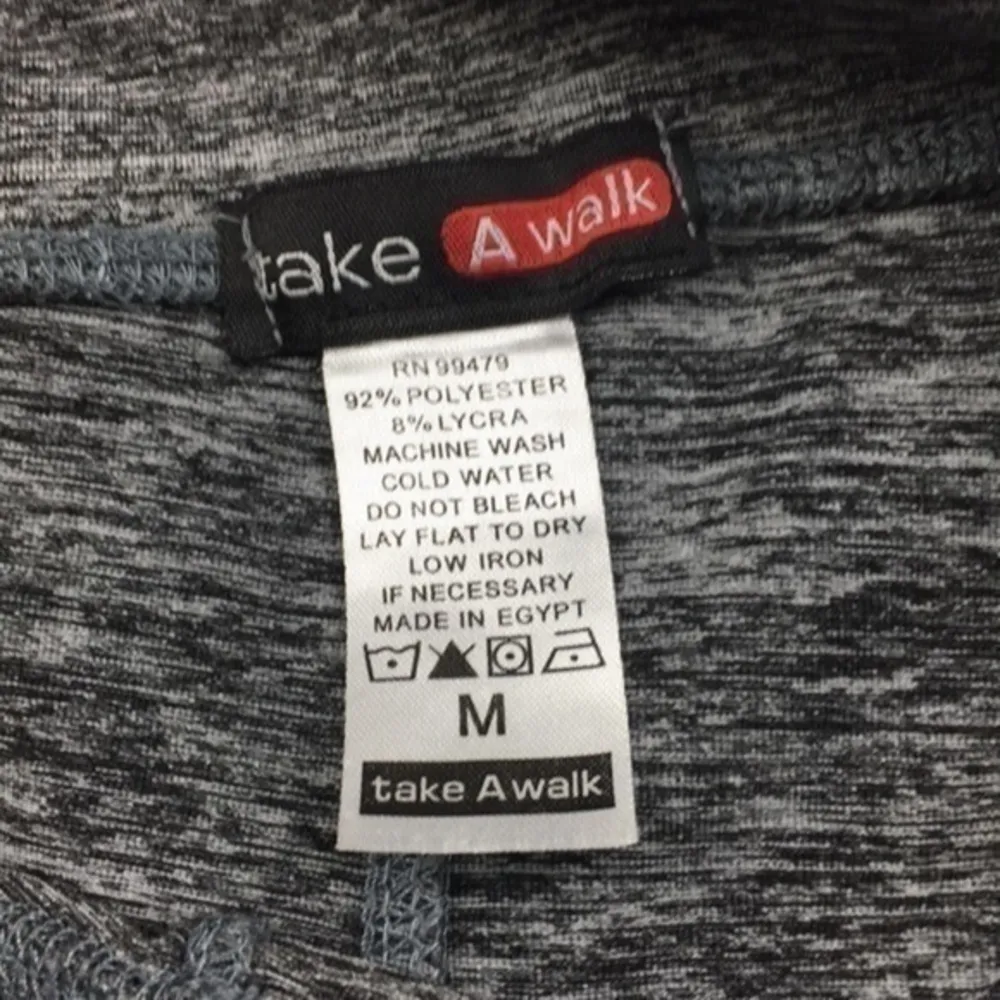 take A walk
RN 99479
92% POLYESTER
8% LYCRA
MACHINE WASH
COLD WATER
DO NOT BLEACH
LAY FLAT TO DRY
LOW IRON
IF NECESSARY
MADE IN EGYPT
M
take A walk